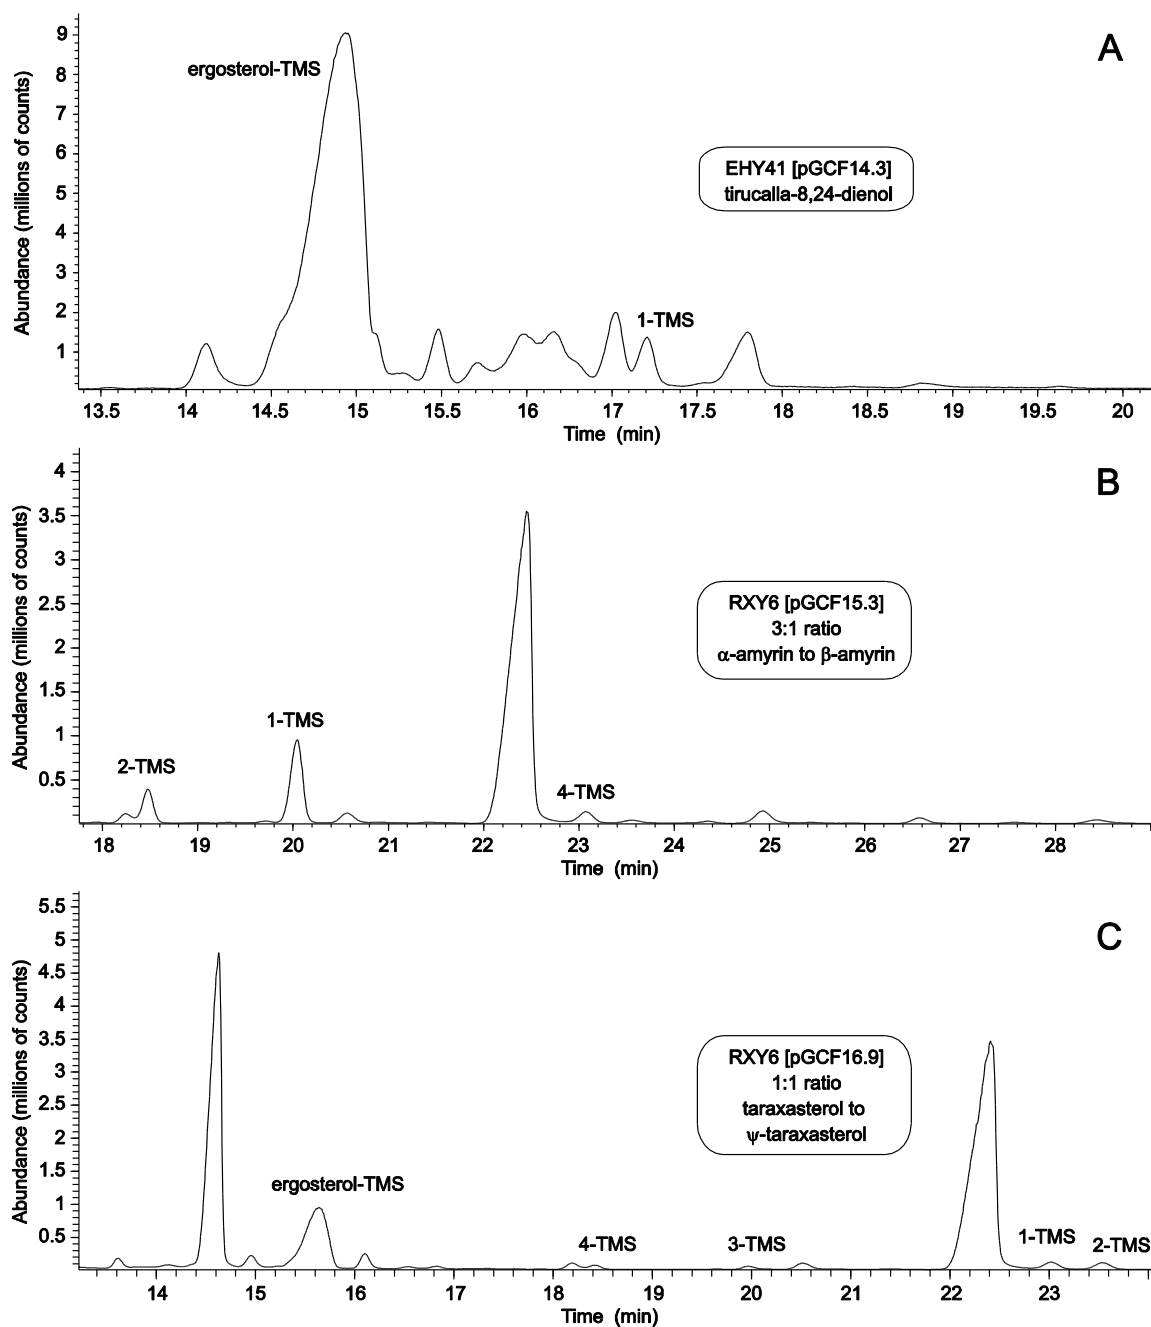 A
Abundance (millions of counts)
9
8
7
6
5
4
3
2
1
ergosterol-TMS
EHY41 [pGCF14.3]
tirucalla-8,24-dienol
1-TMS
13.5 14 14.5 15 15.5 16 16.5 17 17.5 18 18.5 19 19.5 20
Time (min)
B
Abundance (millions of counts)
4
3.5
3
2.5
2
1.5
1
0.5
RXY6 [pGCF15.3]
3:1 ratio
α-amyrin to β-amyrin
2-TMS
1-TMS
4-TMS
18 19 20 21 22 23 24 25 26 27 28
Time (min)
C
Abundance (millions of counts)
5.5
5
4.5
4
3.5
3
2.5
2
1.5
1
0.5
RXY6 [pGCF16.9]
1:1 ratio
taraxasterol to
ψ-taraxasterol
ergosterol-TMS
4-TMS
3-TMS
1-TMS
2-TMS
14 15 16 17 18 19 20 21 22 23
Time (min)